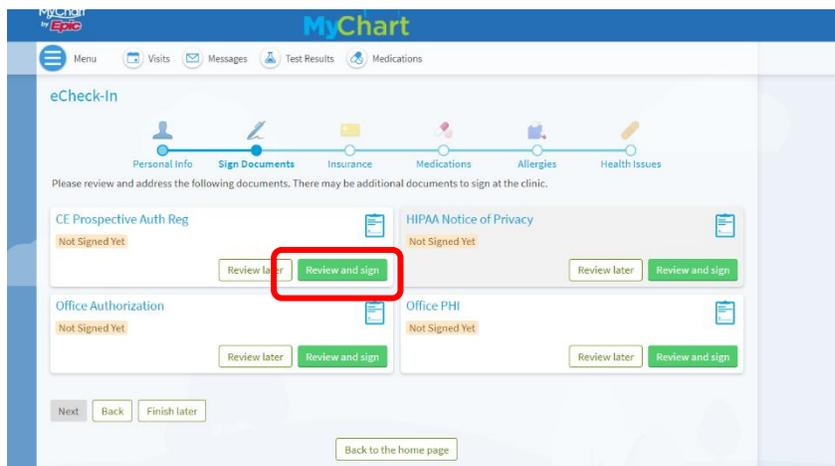 MyChart
by Epic
MyChart
Menu Visits Messages Test Results Medications
eCheck-In
Personal Info Sign Documents Insurance Medications Allergies Health Issues
Please review and address the following documents. There may be additional documents to sign at the clinic.
CE Prospective Auth Reg
Not Signed Yet
Review later Review and sign
HIPAA Notice of Privacy
Not Signed Yet
Review later Review and sign
Office Authorization
Not Signed Yet
Review later Review and sign
Office PHI
Not Signed Yet
Review later Review and sign
Next Back Finish later
Back to the home page